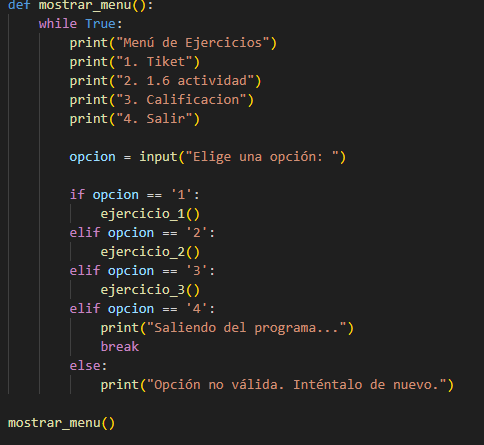 def mostrar_menu():
    while True:
        print("Menú de Ejercicios")
        print("1. Tiket")
        print("2. 1.6 actividad")
        print("3. Calificacion")
        print("4. Salir")

        opcion = input("Elige una opción: ")

        if opcion == '1':
            ejercicio_1()
        elif opcion == '2':
            ejercicio_2()
        elif opcion == '3':
            ejercicio_3()
        elif opcion == '4':
            print("Saliendo del programa...")
            break
        else:
            print("Opción no válida. Inténtalo de nuevo.")

mostrar_menu()